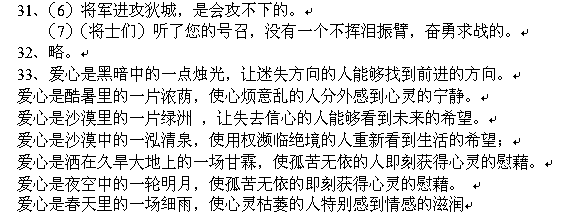 31、（6）将军进攻狄城，是会攻不下的。
（7）（将士们）听了您的号召，没有一个不挥泪振臂，奋勇求战的。
32、略。
33、爱心是黑暗中的一点烛光，让迷失方向的人能够找到前进的方向。
爱心是酷暑里的一片浓荫，使心烦意乱的人分外感到心灵的宁静。
爱心是沙漠里的一片绿洲 ，让失去信心的人能够看到未来的希望。
爱心是沙漠中的一泓清泉，使用权濒临绝境的人重新看到生活的希望；
爱心是洒在久旱大地上的一场甘霖，使孤苦无依的人即刻获得心灵的慰藉。
爱心是夜空中的一轮明月，使孤苦无依的即刻获得心灵的慰藉。
爱心是春天里的一场细雨，使心灵枯萎的人特别感到情感的滋润